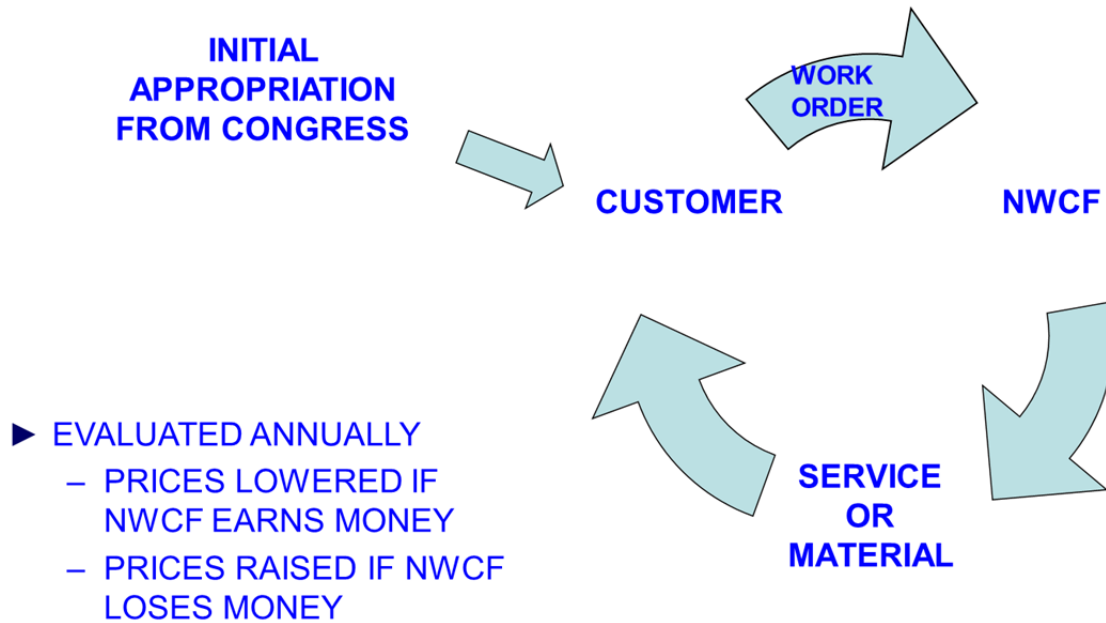 INITIAL
APPROPRIATION
FROM CONGRESS
WORK
ORDER
CUSTOMER
NWCF
► EVALUATED ANNUALLY
– PRICES LOWERED IF
NWCF EARNS MONEY
– PRICES RAISED IF NWCF
LOSES MONEY
SERVICE
OR
MATERIAL